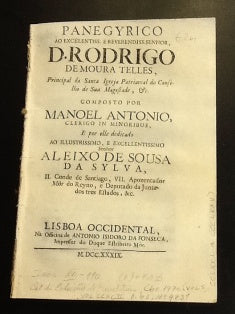 PANEGYRICO
AO EXCELENTISS. E REVERENDISS. SENHOR,
D. RODRIGO
DE MOURA TELLES,
Principal da Santa Igreja Patriarcal do Conse-
lho de Sua Magestade, &c.
COMPOSTO POR
MANOEL ANTONIO,
CLERIGO IN MINORIBUS,
E por elle dedicado
AO ILLUSTRISSIMO, E EXCELLENTISSIMO
Senhor
ALEIXO DE SOUSA
DA SYLVA,
II. Conde de Santiago, VII. Apozentador
Mór do Reyno, e Deputado da Junta
dos tres Estados, &c.
LISBOA OCCIDENTAL,
Na Officina de ANTONIO ISIDORO DA FONSECA,
Impressor do Duque Estribeiro Mór.
M.DCC.XXXIX.